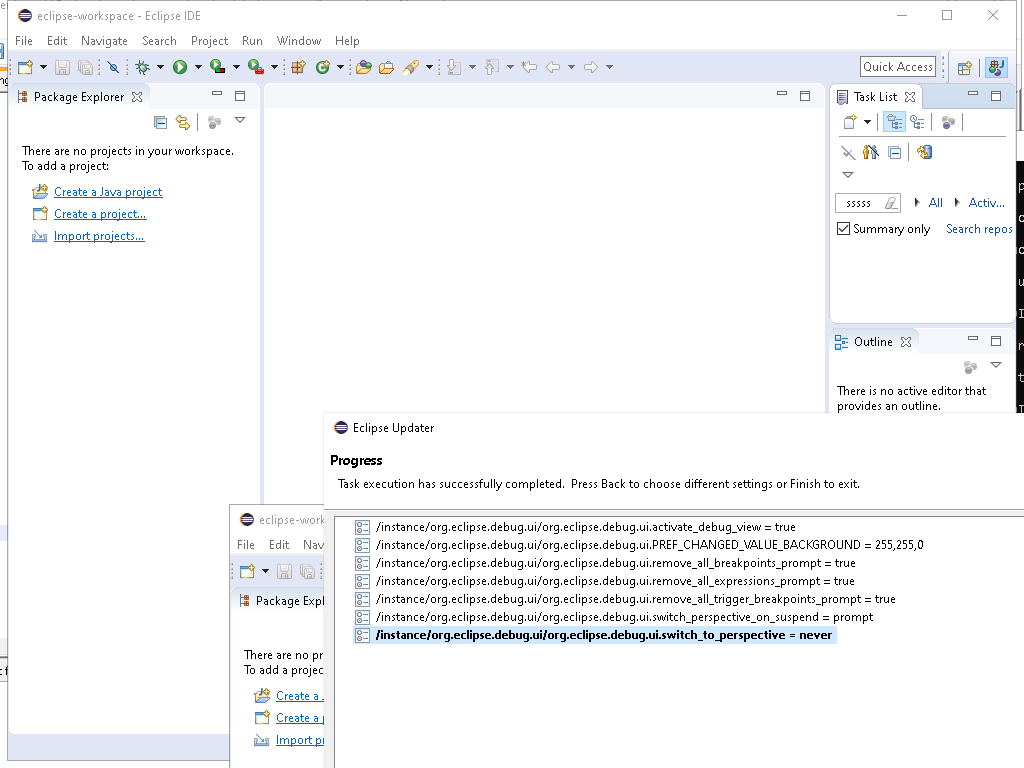 eclipse-workspace - Eclipse IDE
File Edit Navigate Search Project Run Window Help
Quick Access
Package Explorer
There are no projects in your workspace.
To add a project:
Create a Java project
Create a project...
Import projects...
Task List
sssss
All
Activ...
Summary only
Search repos
Outline
There is no active editor that
provides an outline.
Eclipse Updater
Progress
Task execution has successfully completed. Press Back to choose different settings or Finish to exit.
/instance/org.eclipse.debug.ui/org.eclipse.debug.ui.activate_debug_view = true
/instance/org.eclipse.debug.ui/org.eclipse.debug.ui.PREF_CHANGED_VALUE_BACKGROUND = 255,255,0
/instance/org.eclipse.debug.ui/org.eclipse.debug.ui.remove_all_breakpoints_prompt = true
/instance/org.eclipse.debug.ui/org.eclipse.debug.ui.remove_all_expressions_prompt = true
/instance/org.eclipse.debug.ui/org.eclipse.debug.ui.remove_all_trigger_breakpoints_prompt = true
/instance/org.eclipse.debug.ui/org.eclipse.debug.ui.switch_perspective_on_suspend = prompt
/instance/org.eclipse.debug.ui/org.eclipse.debug.ui.switch_to_perspective = never
eclipse-work
File Edit Nav
Package Expl
There are no pr
To add a projec
Create a
Create a p
Import pr